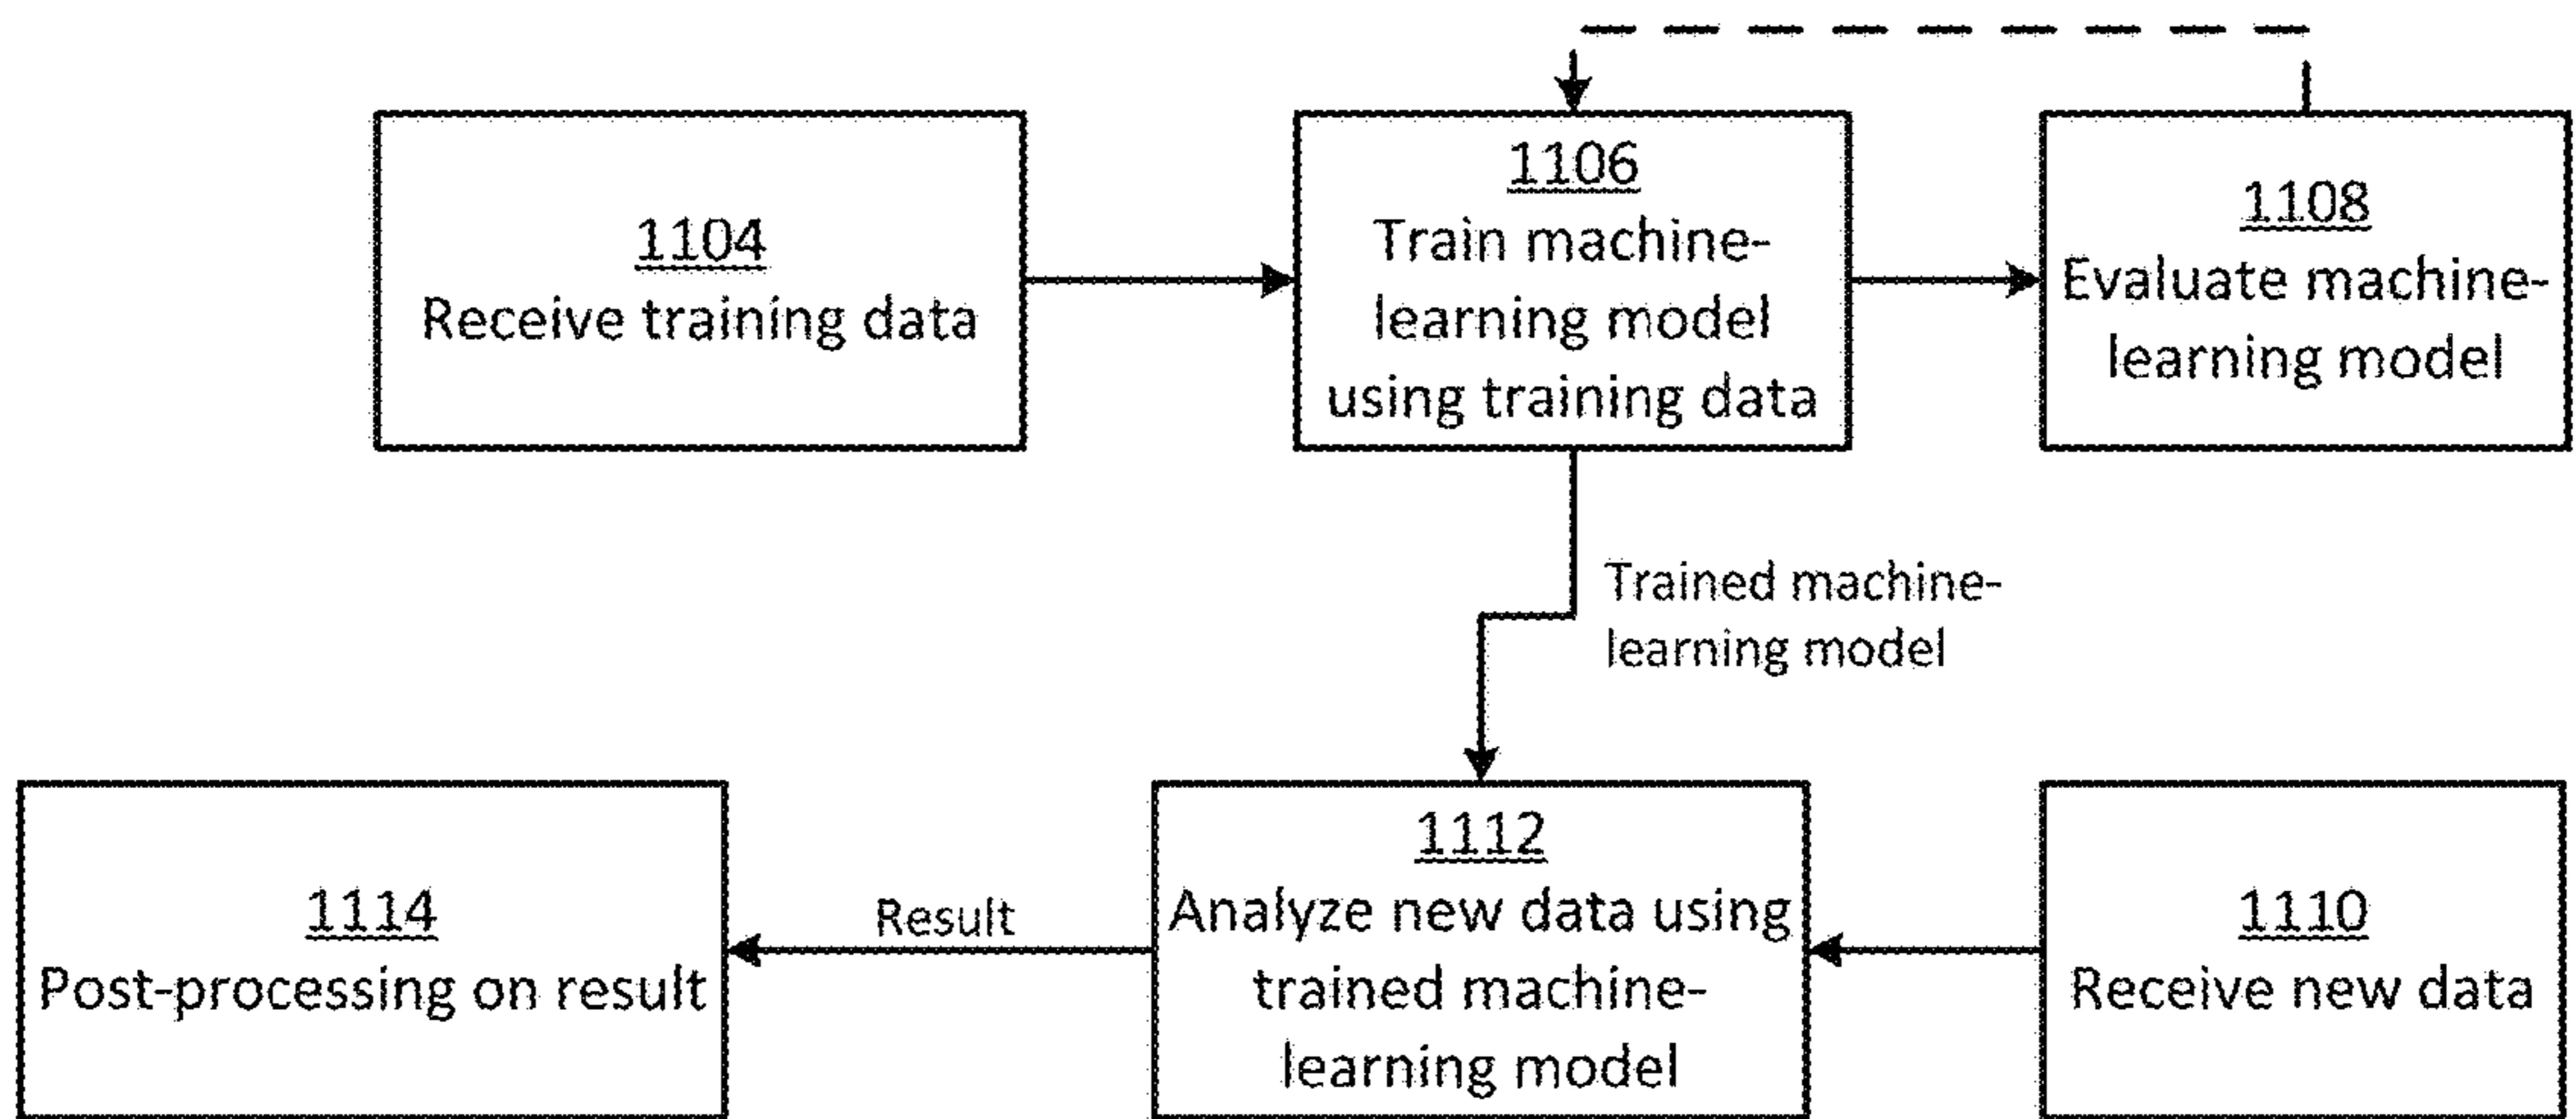 1104
Receive training data
1106
Train machine-
learning model
using training data
1108
Evaluate machine-
learning model
Trained machine-
learning model
1114
Post-processing on result
Result
1112
Analyze new data using
trained machine-
learning model
1110
Receive new data